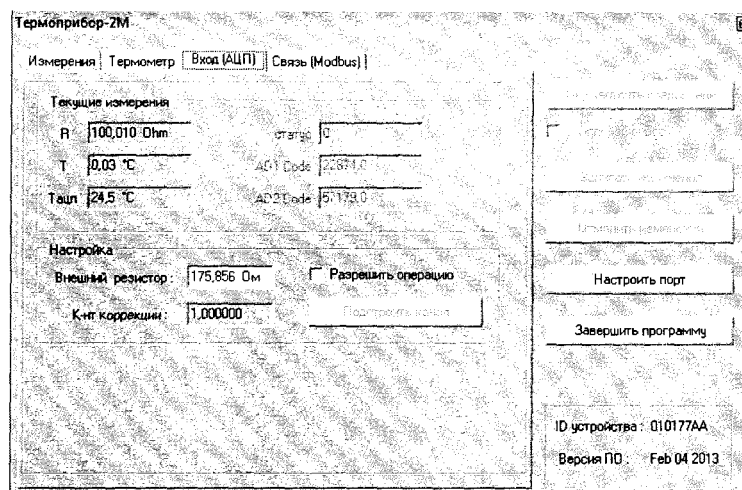 Термоприбор-2М
Измерения Термометр Вход (АЦП) Связь (Modbus)
Текущие измерения
R 100,010 Ohm статус 0
T 0,03 °C AD1 Code 22874,0
Тацп 24,5 °C AD2 Code 57179,0
Настройка
Внешний резистор: 175,856 Ом Разрешить операцию
К-нт коррекции: 1,000000 Подстроить канал
Настроить порт
Завершить программу
ID устройства: 010177AA
Версия ПО: Feb 04 2013